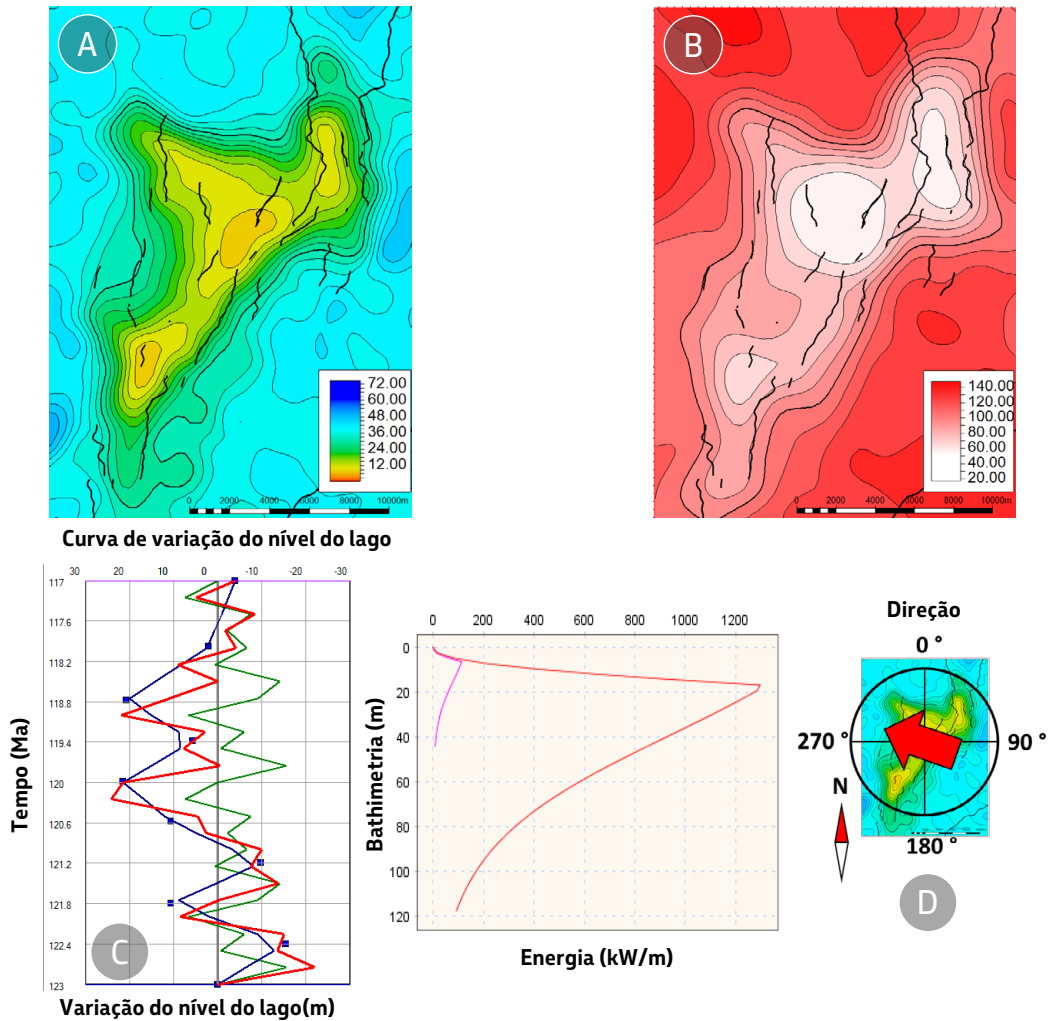 A
B
72.00
60.00
48.00
36.00
24.00
12.00
0 2000 4000 6000 8000 10000m
140.00
120.00
100.00
80.00
60.00
40.00
20.00
0 2000 4000 6000 8000 10000m
Curva de variação do nível do lago
30 20 10 0 -10 -20 -30
117
117.6
118.2
118.8
119.4
120
120.6
121.2
121.8
122.4
123
Tempo (Ma)
C
Variação do nível do lago(m)
0 200 400 600 800 1000 1200
0
20
40
60
80
100
120
Bathimetria (m)
Energia (kW/m)
Direção
0 °
270 °
90 °
N
180 °
D